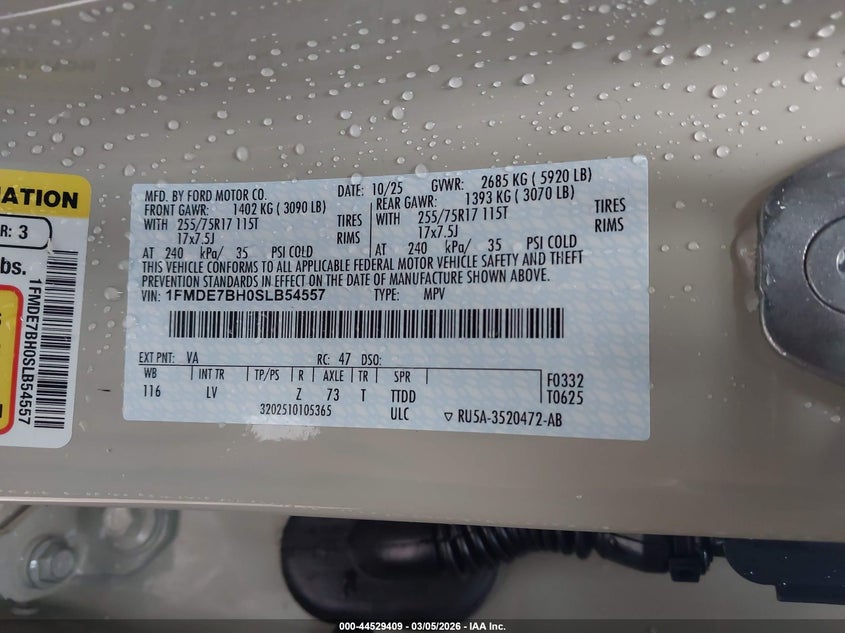 NATION
R: 3
bs.
1FMDE7BH0SLB54557
MFD. BY FORD MOTOR CO. DATE: 10/25 GVWR: 2685 KG ( 5920 LB)
FRONT GAWR: 1402 KG ( 3090 LB) REAR GAWR: 1393 KG ( 3070 LB)
WITH 255/75R17 115T TIRES WITH 255/75R17 115T TIRES
17x7.5J RIMS 17x7.5J RIMS
AT 240 kPa/ 35 PSI COLD AT 240 kPa/ 35 PSI COLD
THIS VEHICLE CONFORMS TO ALL APPLICABLE FEDERAL MOTOR VEHICLE SAFETY AND THEFT
PREVENTION STANDARDS IN EFFECT ON THE DATE OF MANUFACTURE SHOWN ABOVE.
VIN: 1FMDE7BH0SLB54557 TYPE: MPV
EXT PNT: VA RC: 47 DSO:
WB INT TR TP/PS R AXLE TR SPR
116 LV Z 73 T TTDD
F0332
T0625
3202510105365 ULC ▽ RU5A-3520472-AB
000-44529409 - 03/05/2026 - IAA Inc.